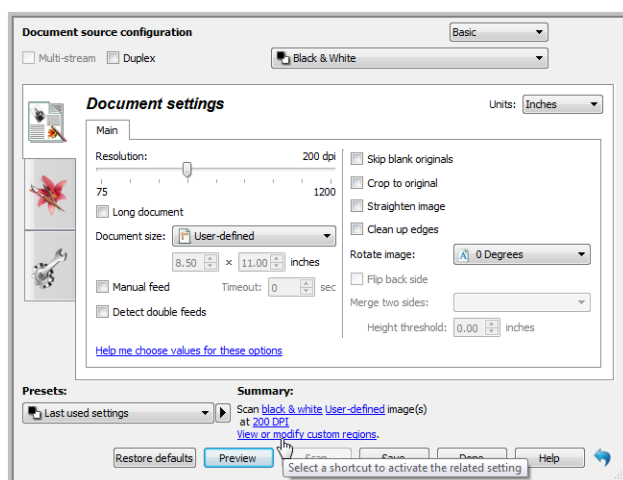 Document source configuration
Basic
Multi-stream
Duplex
Black & White
Document settings
Units:
Inches
Main
Resolution:
200 dpi
75
1200
Long document
Document size:
User-defined
8.50
×
11.00
inches
Manual feed
Timeout:
0
sec
Detect double feeds
Help me choose values for these options
Skip blank originals
Crop to original
Straighten image
Clean up edges
Rotate image:
0 Degrees
Flip back side
Merge two sides:
Height threshold:
0.00
inches
Presets:
Last used settings
Summary:
Scan black & white User-defined image(s)
at 200 DPI
View or modify custom regions.
Restore defaults
Preview
Scan
Save
Done
Help
Select a shortcut to activate the related setting